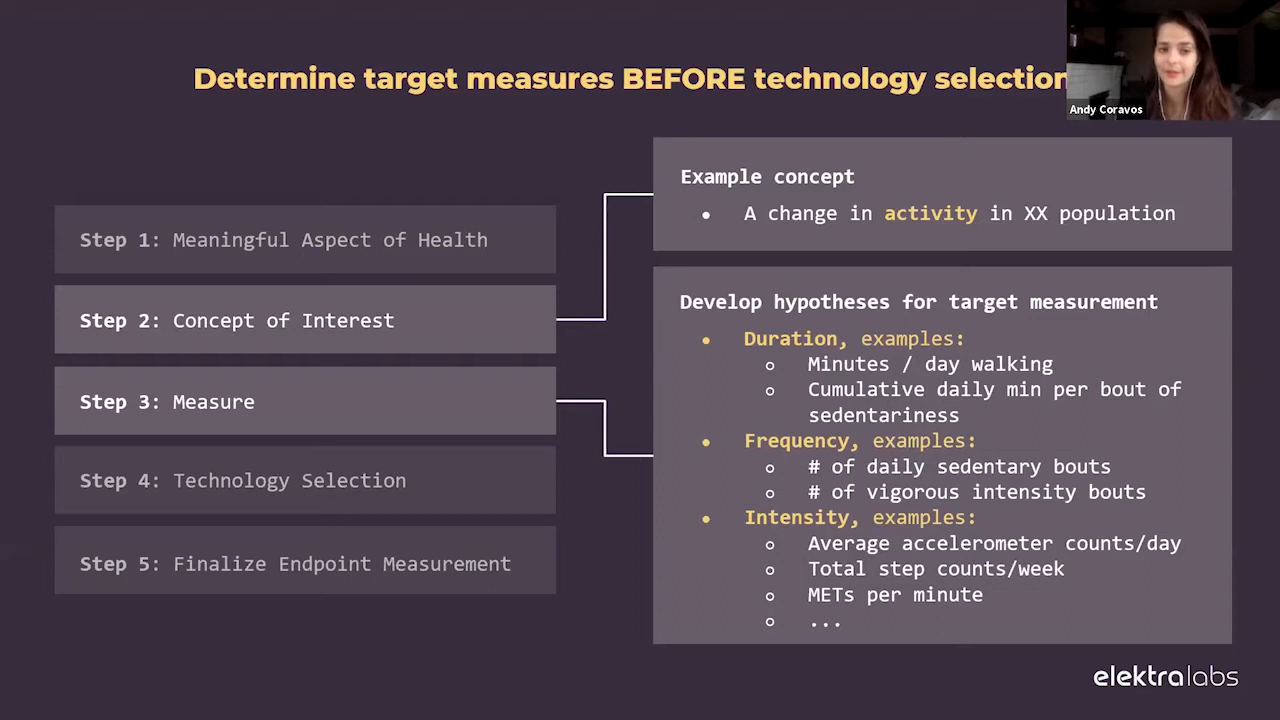 Determine target measures BEFORE technology selection
Andy Coravos
Step 1: Meaningful Aspect of Health
Step 2: Concept of Interest
Step 3: Measure
Step 4: Technology Selection
Step 5: Finalize Endpoint Measurement
Example concept
• A change in activity in XX population
Develop hypotheses for target measurement
• Duration, examples:
○ Minutes / day walking
○ Cumulative daily min per bout of
sedentariness
• Frequency, examples:
○ # of daily sedentary bouts
○ # of vigorous intensity bouts
• Intensity, examples:
○ Average accelerometer counts/day
○ Total step counts/week
○ METs per minute
○ ...
elektralabs